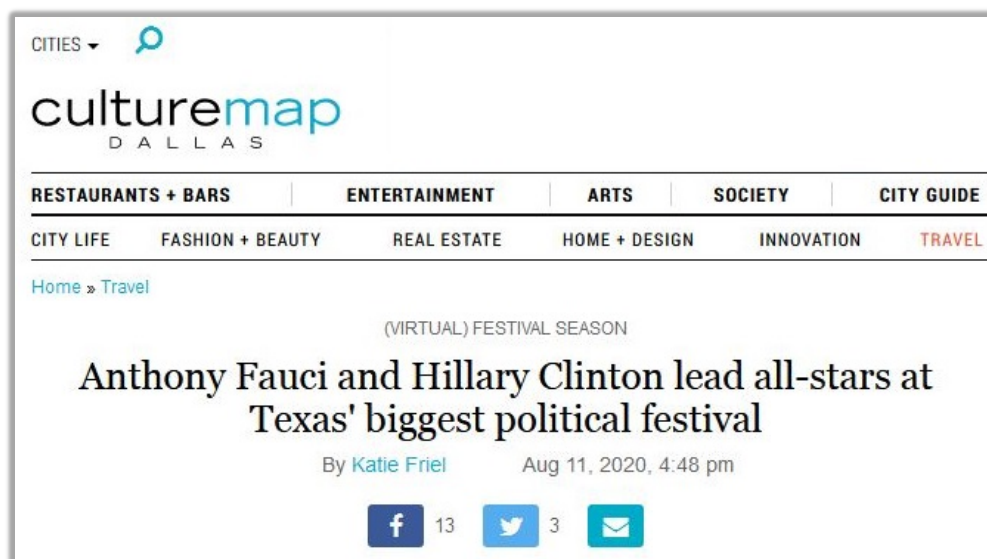 CITIES
culturemap
DALLAS
RESTAURANTS + BARS ENTERTAINMENT ARTS SOCIETY CITY GUIDE
CITY LIFE FASHION + BEAUTY REAL ESTATE HOME + DESIGN INNOVATION TRAVEL
Home » Travel
(VIRTUAL) FESTIVAL SEASON
Anthony Fauci and Hillary Clinton lead all-stars at
Texas' biggest political festival
By Katie Friel Aug 11, 2020, 4:48 pm
f 13 3